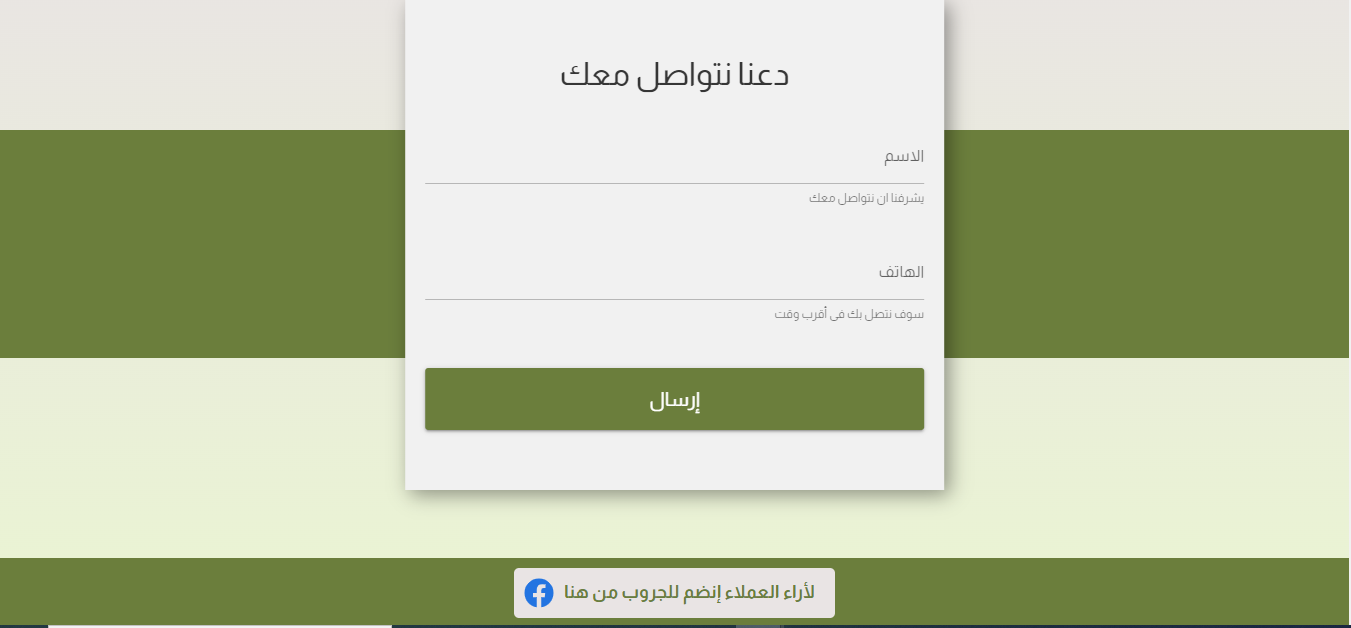 دعنا نتواصل معك
الاسم
يشرفنا ان نتواصل معك
الهاتف
سوف نتصل بك فى أقرب وقت
إرسال
لأراء العملاء إنضم للجروب من هنا